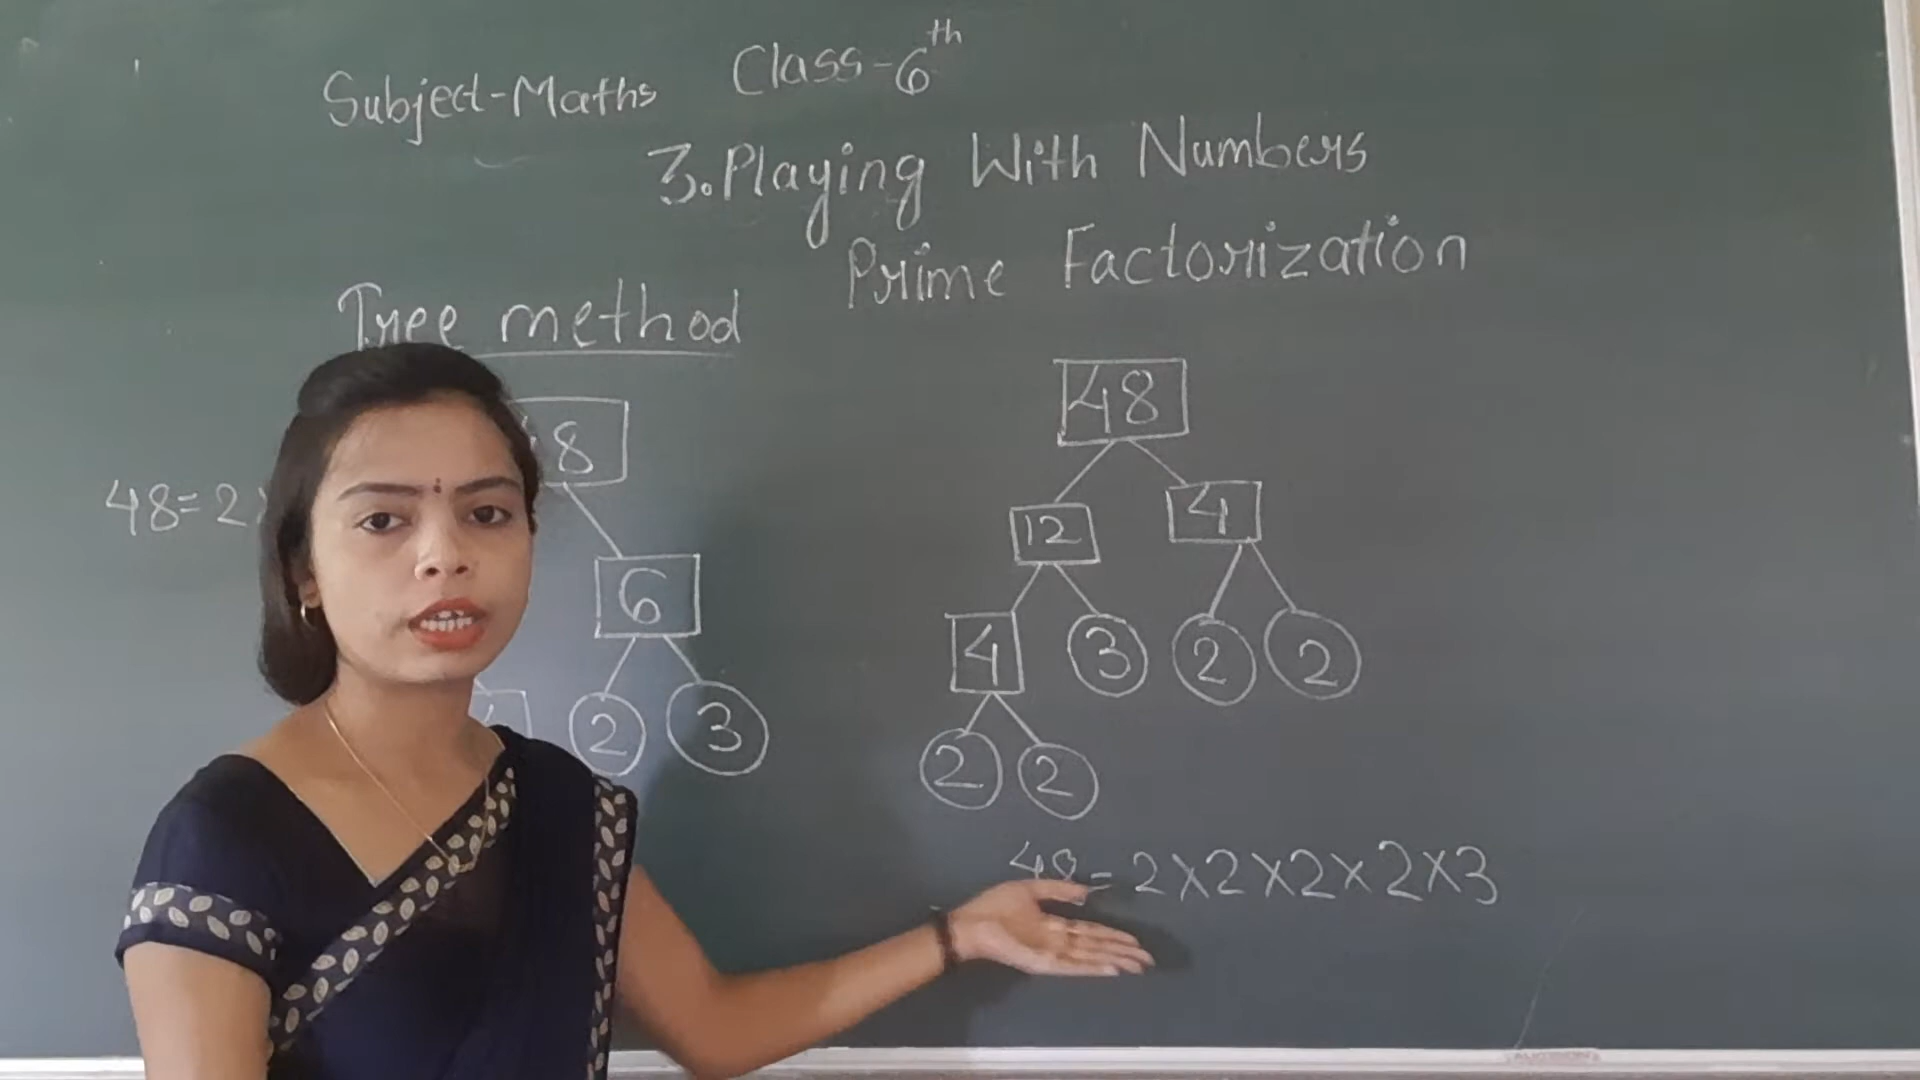 Subject-Maths Class-6th
3. Playing With Numbers
Prime Factorization
Tree method
48
8
12 4
48=2
6
4 3 2 2
2 3
2 2
48=2×2×2×2×3